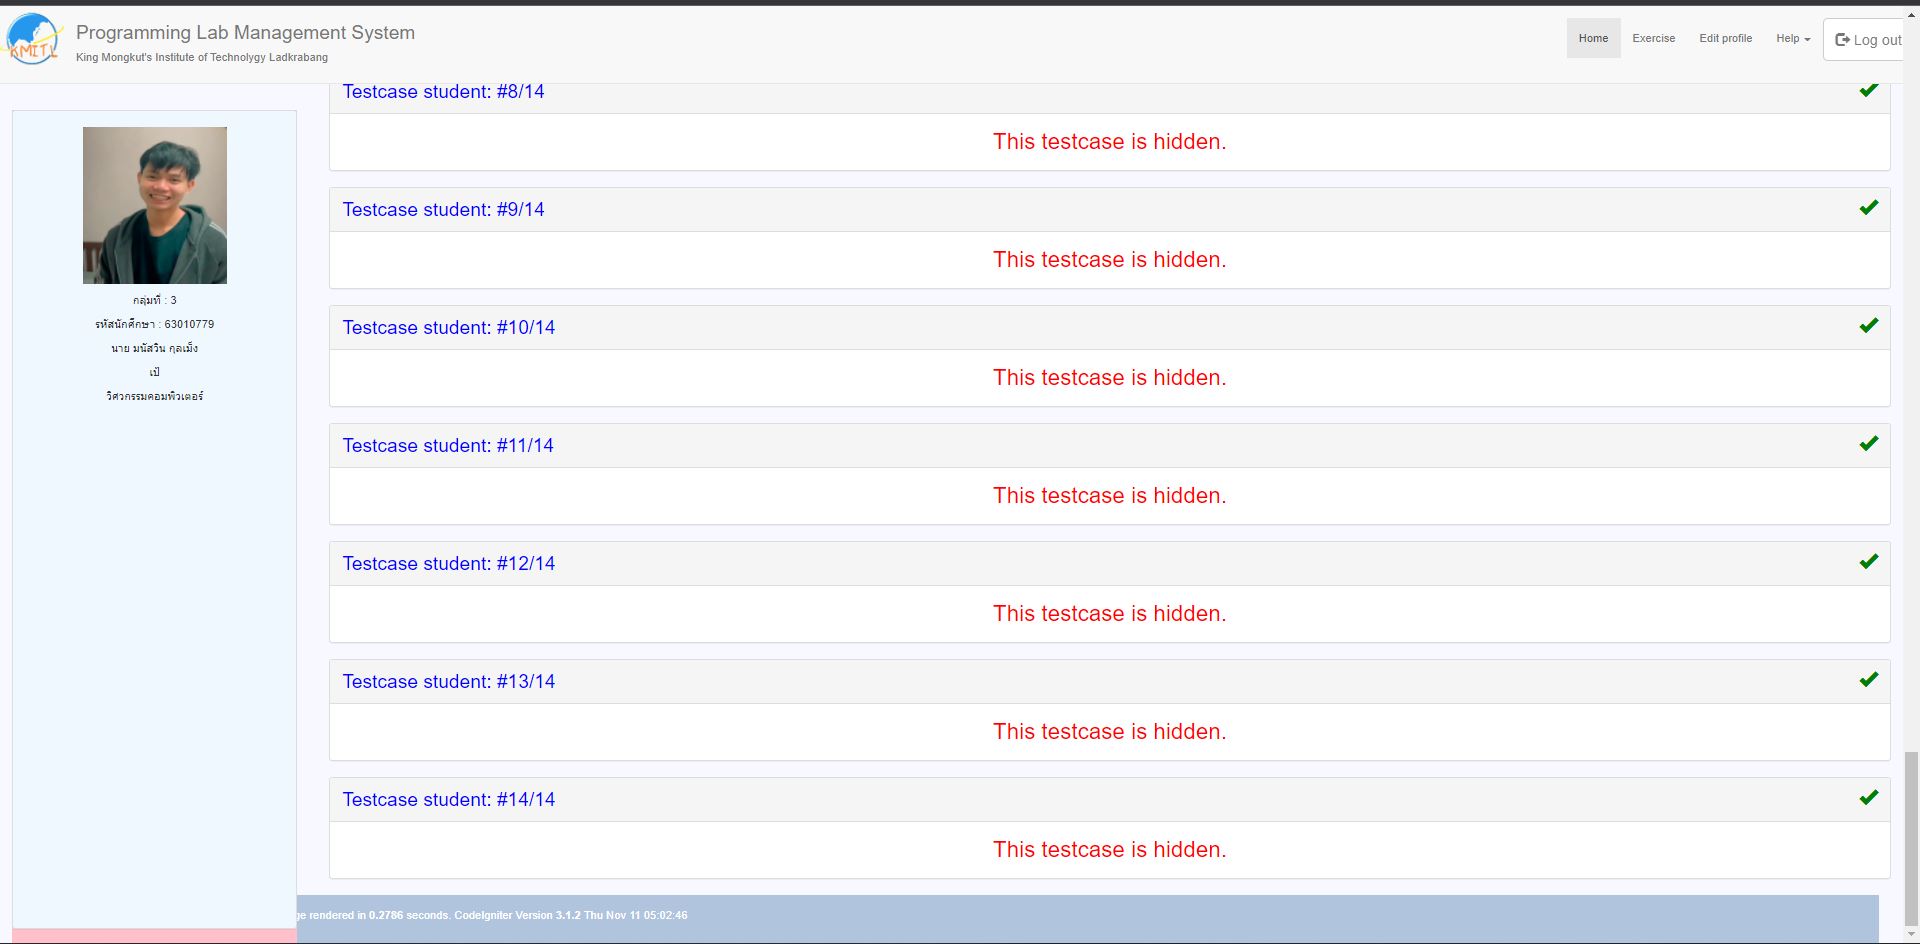 KMITL
Programming Lab Management System
King Mongkut's Institute of Technolygy Ladkrabang
Home
Exercise
Edit profile
Help
Log out
กลุ่มที่ : 3
รหัสนักศึกษา : 63010779
นาย มนัสวิน กุลเม็ง
เป้
วิศวกรรมคอมพิวเตอร์
Testcase student: #8/14
This testcase is hidden.
Testcase student: #9/14
This testcase is hidden.
Testcase student: #10/14
This testcase is hidden.
Testcase student: #11/14
This testcase is hidden.
Testcase student: #12/14
This testcase is hidden.
Testcase student: #13/14
This testcase is hidden.
Testcase student: #14/14
This testcase is hidden.
ge rendered in 0.2786 seconds. CodeIgniter Version 3.1.2 Thu Nov 11 05:02:46